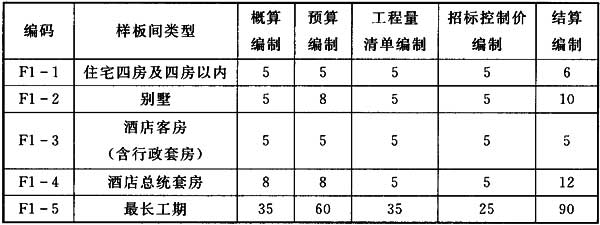 编码 样板间类型 概算编制 预算编制 工程量清单编制 招标控制价编制 结算编制
F1-1 住宅四房及四房以内 5 5 5 5 6
F1-2 别墅 5 8 5 5 10
F1-3 酒店客房（含行政套房） 5 5 5 5 5
F1-4 酒店总统套房 8 8 5 5 12
F1-5 最长工期 35 60 35 25 90